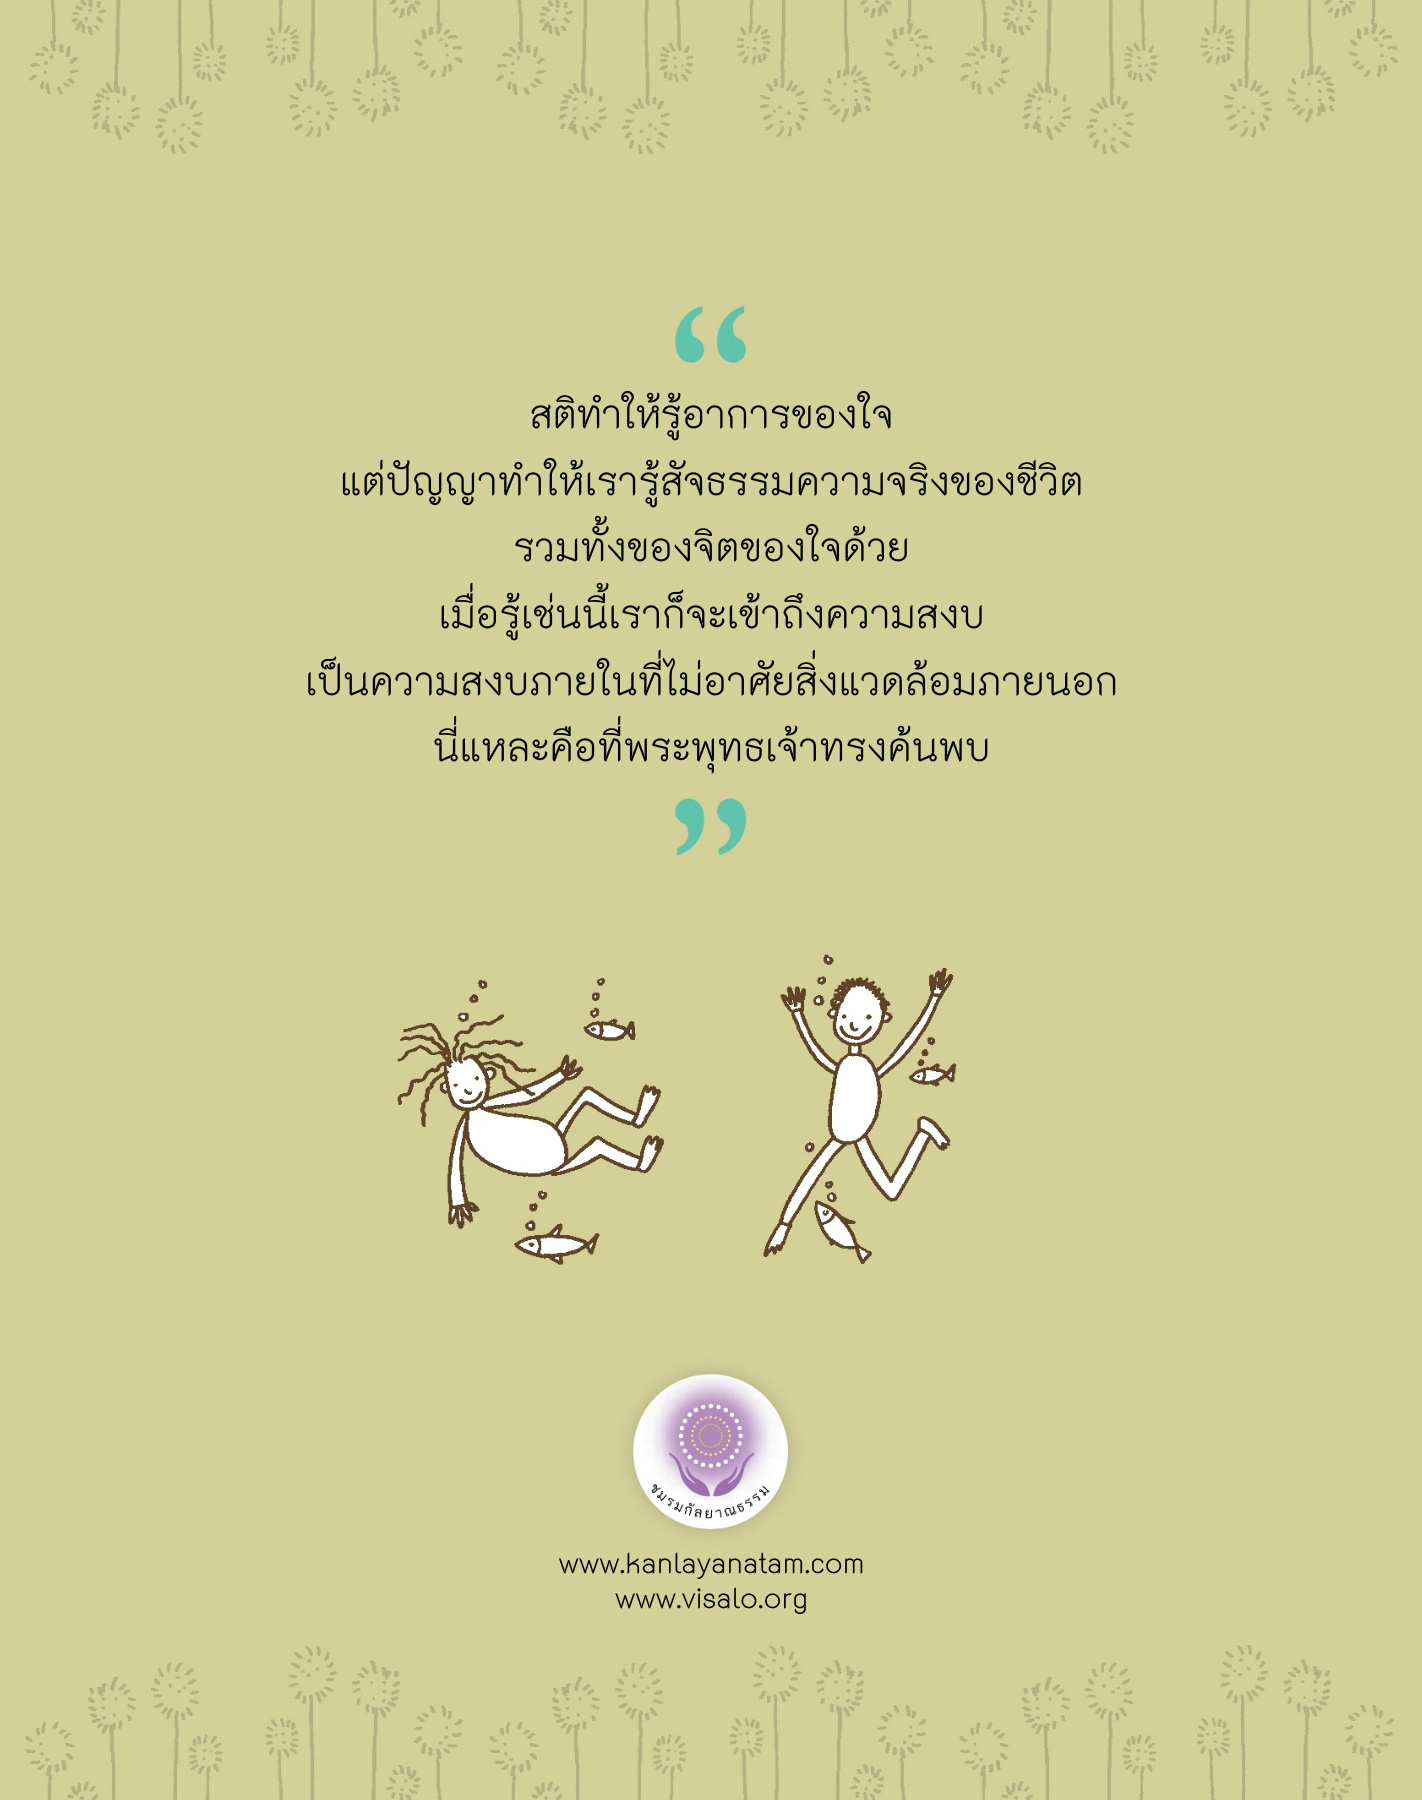 “
สติทำให้รู้อาการของใจ
แต่ปัญญาทำให้เรารู้สัจธรรมความจริงของชีวิต
รวมทั้งของจิตของใจด้วย
เมื่อรู้เช่นนี้เราก็จะเข้าถึงความสงบ
เป็นความสงบภายในที่ไม่อาศัยสิ่งแวดล้อมภายนอก
นี่แหละคือที่พระพุทธเจ้าทรงค้นพบ
”
ชมรมกัลยาณธรรม
www.kanlayanatam.com
www.visalo.org